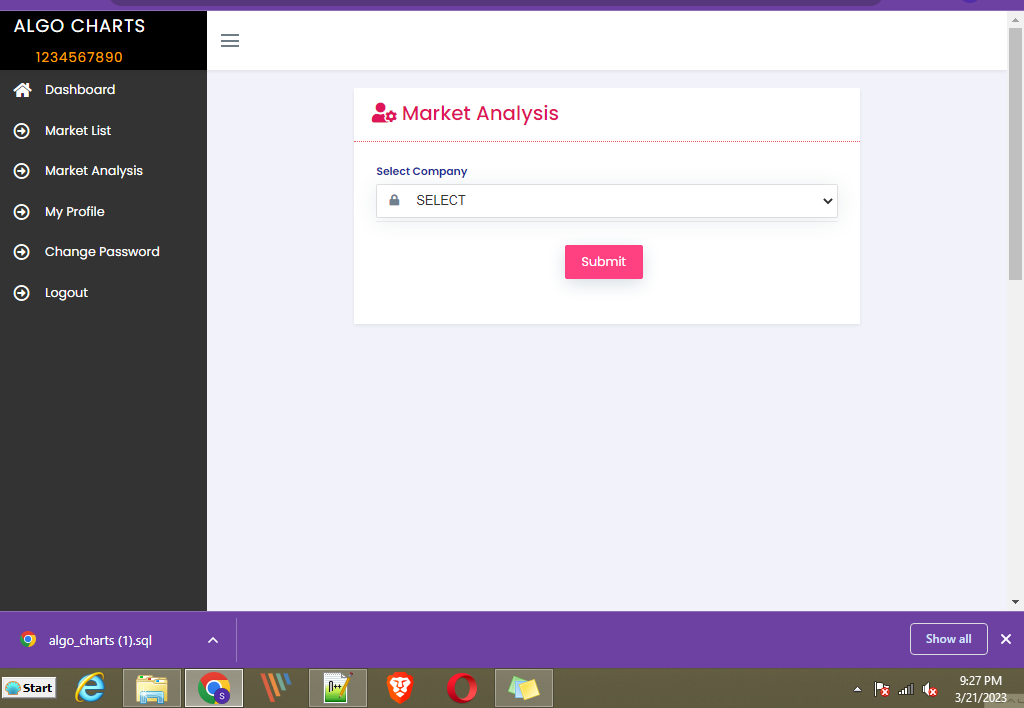 ALGO CHARTS
1234567890
Dashboard
Market List
Market Analysis
My Profile
Change Password
Logout
Market Analysis
Select Company
SELECT
Submit
algo_charts (1).sql
Show all
Start
S
n++
9:27 PM
3/21/2023